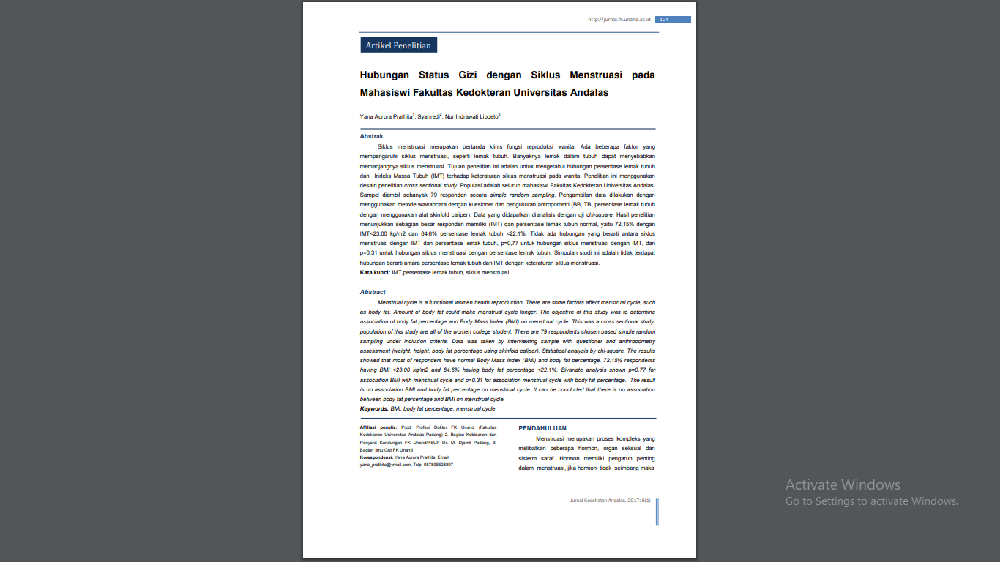 http://jurnal.fk.unand.ac.id 104
Artikel Penelitian
Hubungan Status Gizi dengan Siklus Menstruasi pada
Mahasiswi Fakultas Kedokteran Universitas Andalas
Yana Aurora Prathita1, Syahredi2, Nur Indrawati Lipoeto3
Abstrak
Siklus menstruasi merupakan pertanda klinis fungsi reproduksi wanita. Ada beberapa faktor yang
mempengaruhi siklus menstruasi, seperti lemak tubuh. Banyaknya lemak dalam tubuh dapat menyebabkan
memanjangnya siklus menstruasi. Tujuan penelitian ini adalah untuk mengetahui hubungan persentase lemak tubuh
dan Indeks Massa Tubuh (IMT) terhadap keteraturan siklus menstruasi pada wanita. Penelitian ini menggunakan
desain penelitian cross sectional study. Populasi adalah seluruh mahasiswi Fakultas Kedokteran Universitas Andalas.
Sampel diambil sebanyak 79 responden secara simple random sampling. Pengambilan data dilakukan dengan
menggunakan metode wawancara dengan kuesioner dan pengukuran antropometri (BB, TB, persentase lemak tubuh
dengan menggunakan alat skinfold caliper). Data yang didapatkan dianalisis dengan uji chi-square. Hasil penelitian
menunjukkan sebagian besar responden memiliki (IMT) dan persentase lemak tubuh normal, yaitu 72,15% dengan
IMT<23,00 kg/m2 dan 64,6% persentase lemak tubuh <22,1%. Tidak ada hubungan yang berarti antara siklus
menstruasi dengan IMT dan persentase lemak tubuh, p=0,77 untuk hubungan siklus menstruasi dengan IMT, dan
p=0,31 untuk hubungan siklus menstruasi dengan persentase lemak tubuh. Simpulan studi ini adalah tidak terdapat
hubungan berarti antara persentase lemak tubuh dan IMT dengan keteraturan siklus menstruasi.
Kata kunci: IMT,persentase lemak tubuh, siklus menstruasi
Abstract
Menstrual cycle is a functional women health reproduction. There are some factors affect menstrual cycle, such
as body fat. Amount of body fat could make menstrual cycle longer. The objective of this study was to determine
association of body fat percentage and Body Mass Index (BMI) on menstrual cycle. This was a cross sectional study,
population of this study are all of the women college student. There are 79 respondents chosen based simple random
sampling under inclusion criteria. Data was taken by interviewing sample with questioner and anthropometry
assessment (weight, height, body fat percentage using skinfold caliper). Statistical analysis by chi-square. The results
showed that most of respondent have normal Body Mass Index (BMI) and body fat percentage, 72.15% respondents
having BMI <23.00 kg/m2 and 64.6% having body fat percentage <22.1%. Bivariate analysis shown p=0.77 for
association BMI with menstrual cycle and p=0.31 for association menstrual cycle with body fat percentage. The result
is no association BMI and body fat percentage on menstrual cycle. It can be concluded that there is no association
between body fat percentage and BMI on menstrual cycle.
Keywords: BMI, body fat percentage, menstrual cycle
Affiliasi penulis: Prodi Profesi Dokter FK Unand (Fakultas
Kedokteran Universitas Andalas Padang) 2. Bagian Kebidanan dan
Penyakit Kandungan FK Unand/RSUP Dr. M. Djamil Padang, 3.
Bagian Ilmu Gizi FK Unand
Korespondensi: Yana Aurora Prathita, Email:
yana_prathita@ymail.com, Telp: 087895528897
PENDAHULUAN
Menstruasi merupakan proses kompleks yang
melibatkan beberapa hormon, organ seksual dan
sisterm saraf. Hormon memiliki pengaruh penting
dalam menstruasi, jika hormon tidak seimbang maka
Jurnal Kesehatan Andalas. 2017; 6(1)
Activate Windows
Go to Settings to activate Windows.